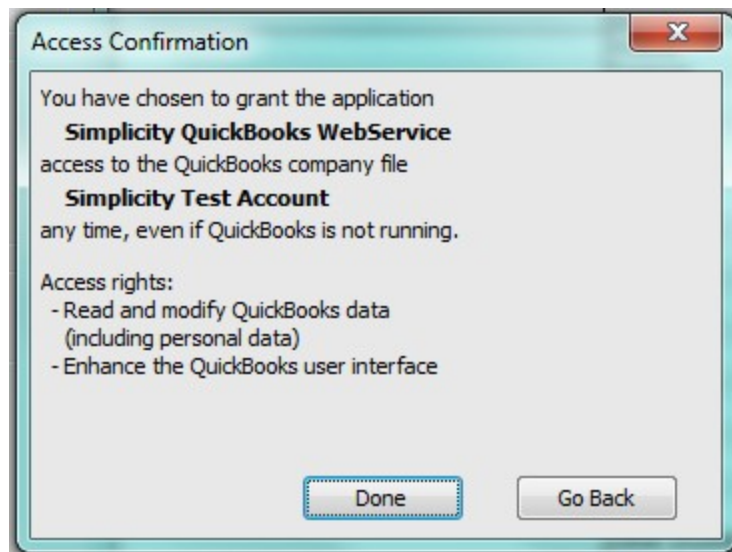 Access Confirmation
You have chosen to grant the application
Simplicity QuickBooks WebService
access to the QuickBooks company file
Simplicity Test Account
any time, even if QuickBooks is not running.
Access rights:
- Read and modify QuickBooks data
(including personal data)
- Enhance the QuickBooks user interface
Done
Go Back